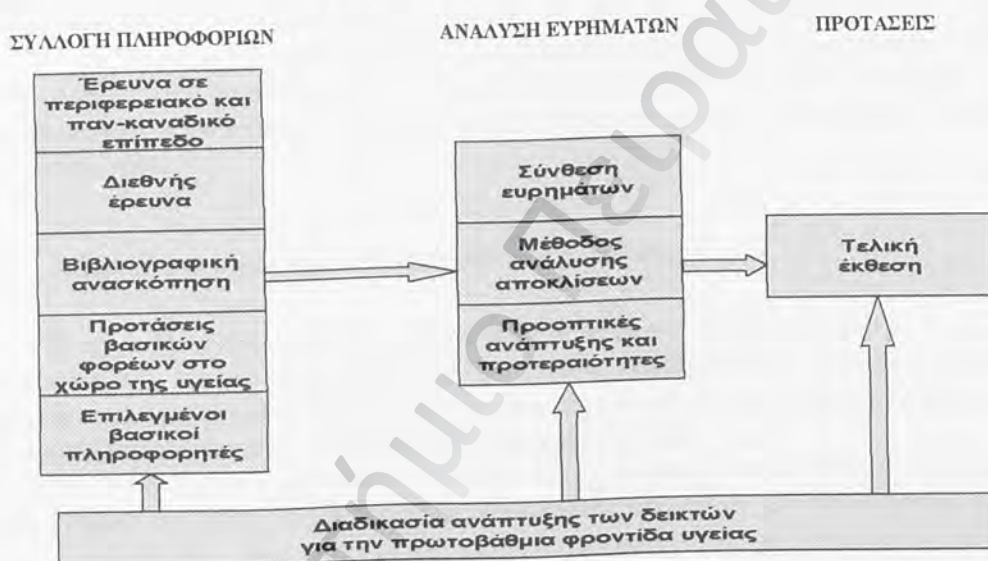 ΣΥΛΛΟΓΗ ΠΛΗΡΟΦΟΡΙΩΝ
Έρευνα σε
περιφερειακό και
παν-καναδικό
επίπεδο
Διεθνής
έρευνα
Βιβλιογραφική
ανασκόπηση
Προτάσεις
βασικών
φορέων στο
χώρο της υγείας
Επιλεγμένοι
βασικοί
πληροφορητές
ΑΝΑΛΥΣΗ ΕΥΡΗΜΑΤΩΝ
Σύνθεση
ευρημάτων
Μέθοδος
ανάλυσης
αποκλίσεων
Προοπτικές
ανάπτυξης και
προτεραιότητες
ΠΡΟΤΑΣΕΙΣ
Τελική
έκθεση
Διαδικασία ανάπτυξης των δεικτών
για την πρωτοβάθμια φροντίδα υγείας